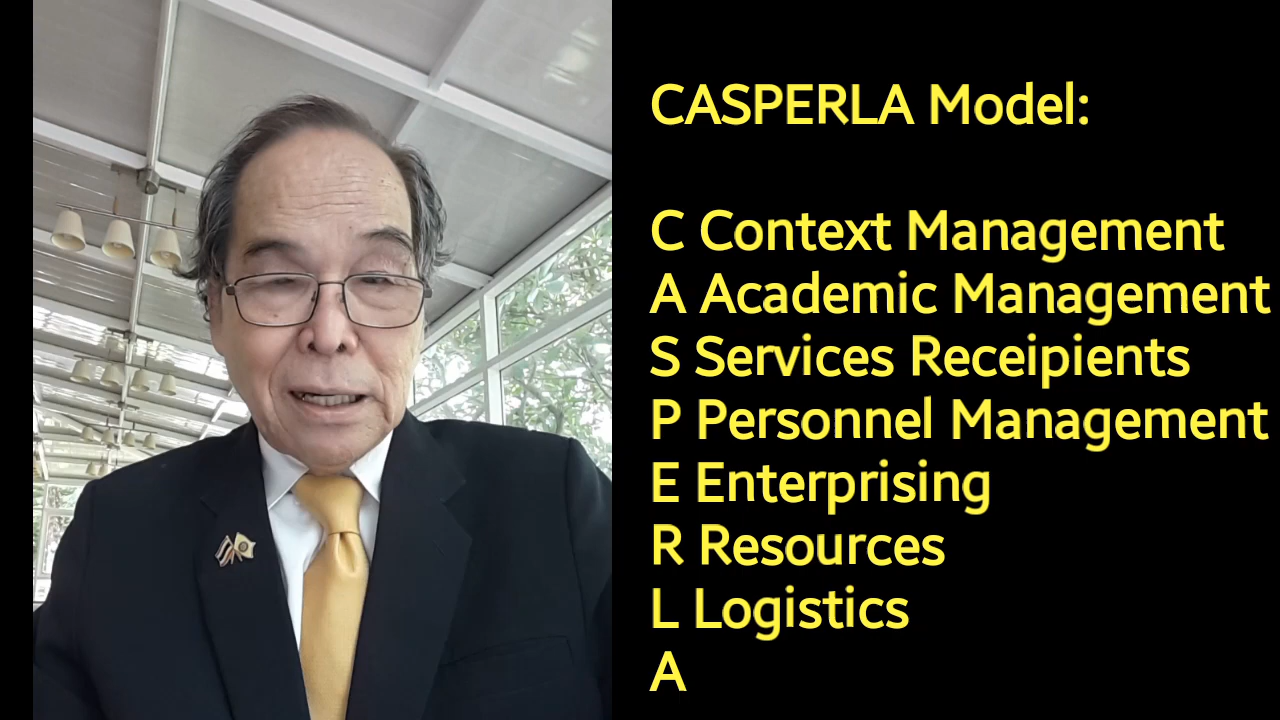 CASPERLA Model:
C Context Management
A Academic Management
S Services Receipients
P Personnel Management
E Enterprising
R Resources
L Logistics
A